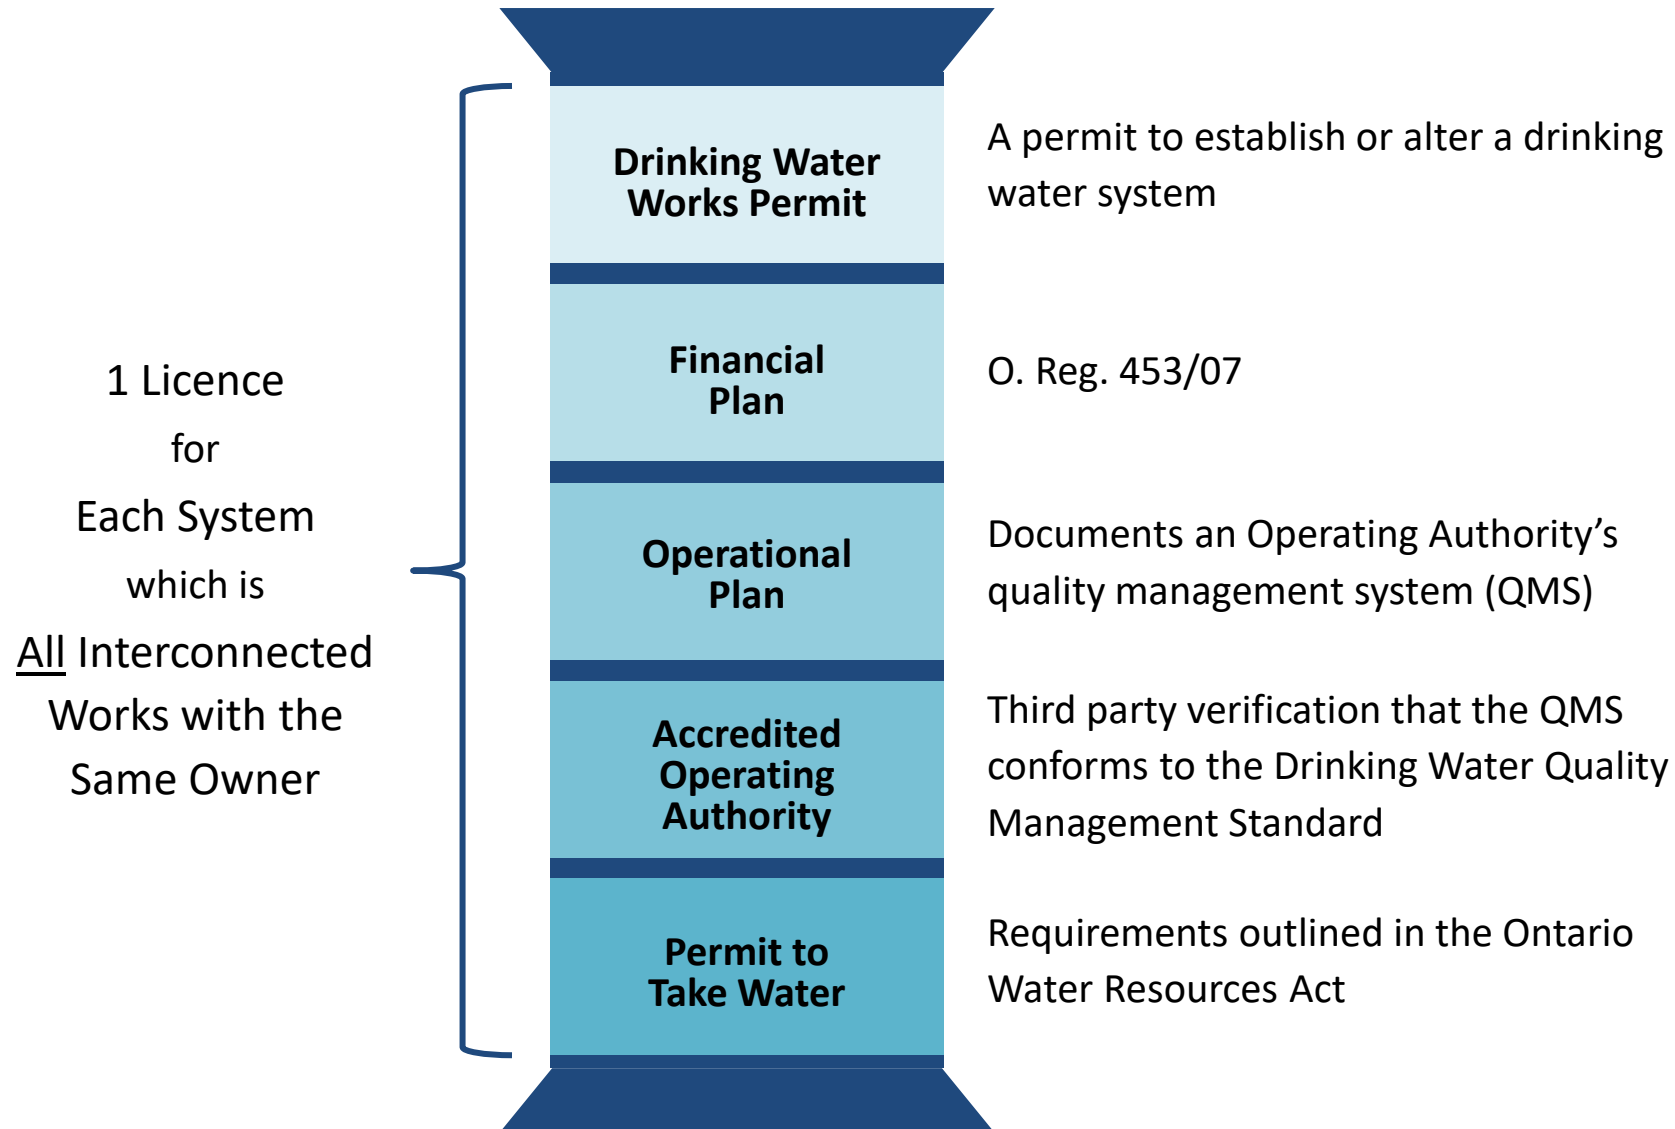 1 Licence
for
Each System
which is
All Interconnected
Works with the
Same Owner
Drinking Water
Works Permit
A permit to establish or alter a drinking
water system
Financial
Plan
O. Reg. 453/07
Operational
Plan
Documents an Operating Authority’s
quality management system (QMS)
Accredited
Operating
Authority
Third party verification that the QMS
conforms to the Drinking Water Quality
Management Standard
Permit to
Take Water
Requirements outlined in the Ontario
Water Resources Act